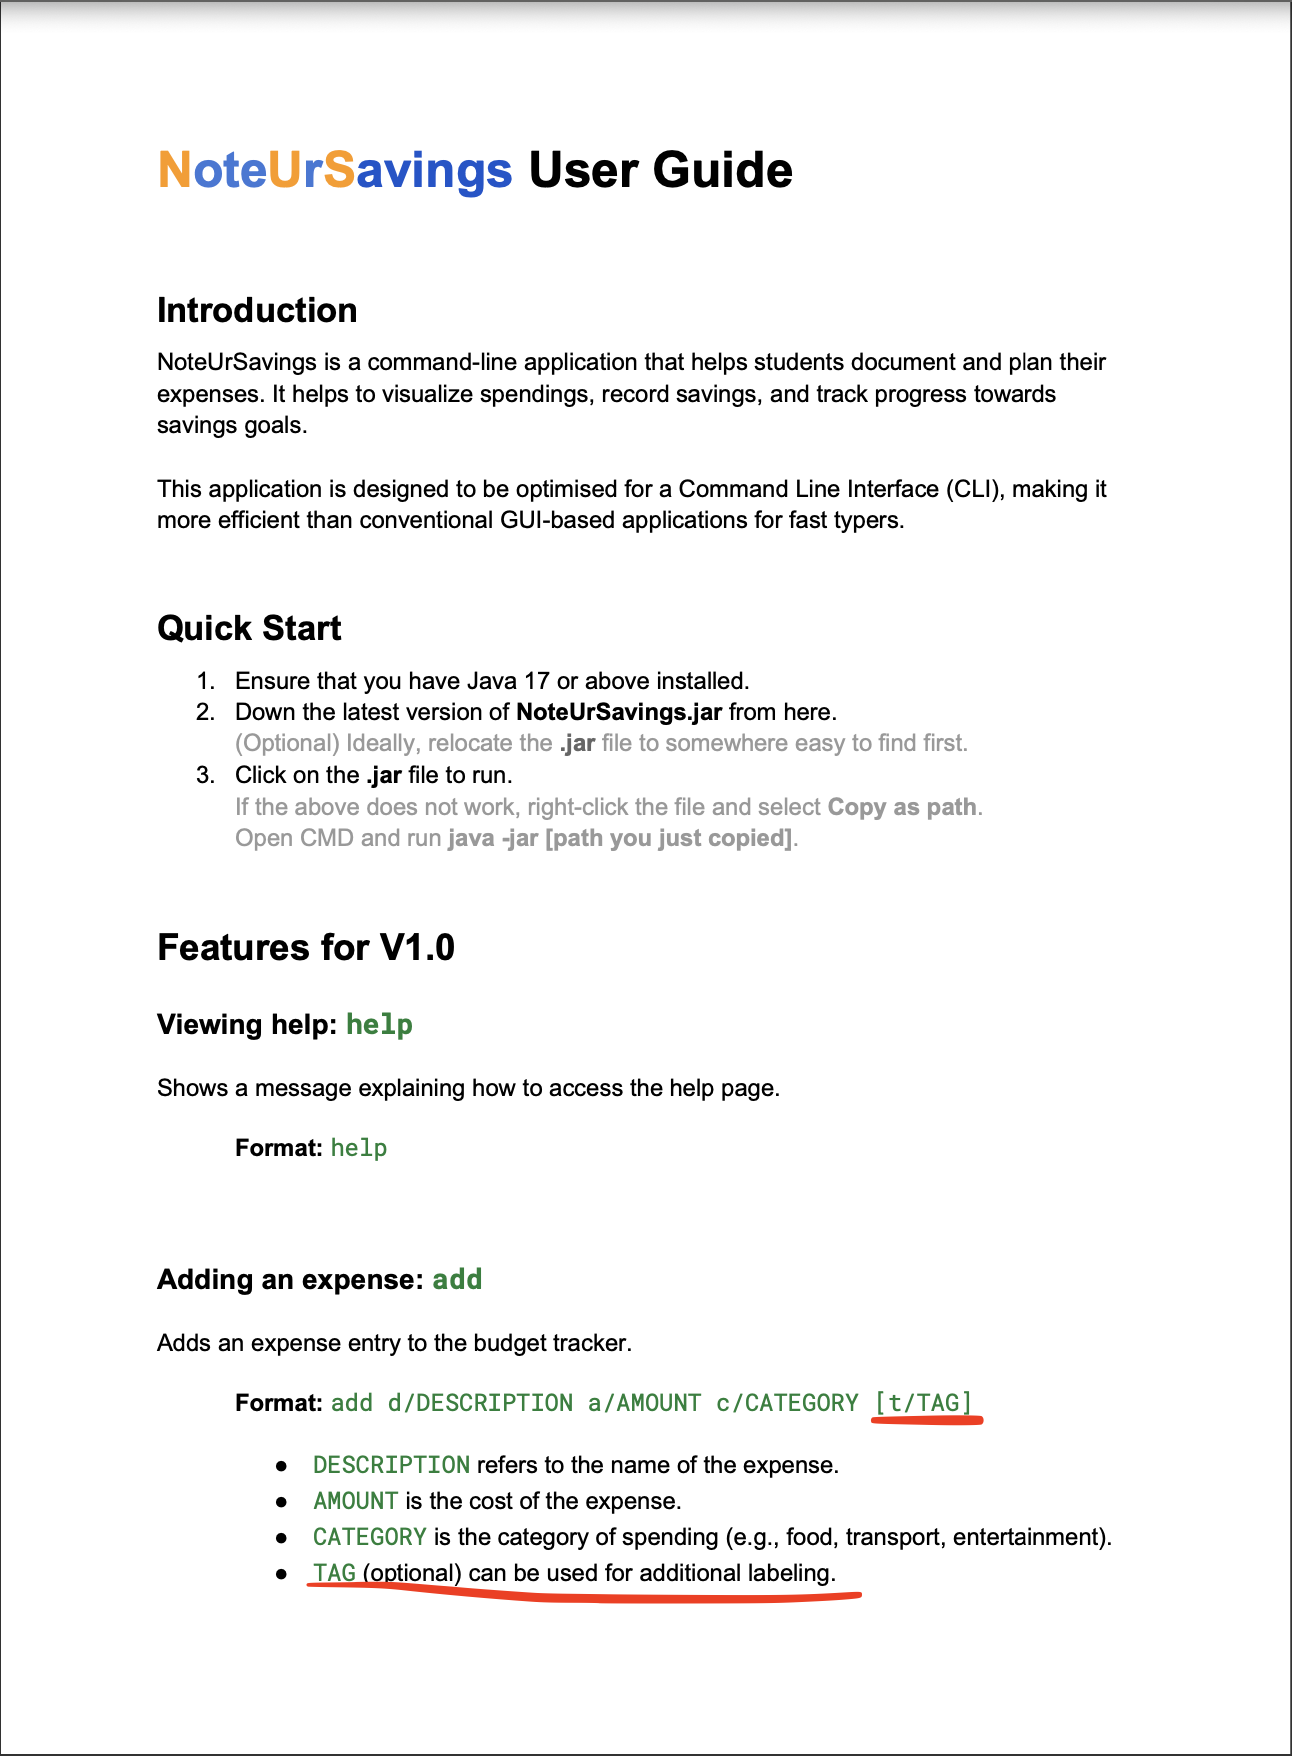 NoteUrSavings User Guide
Introduction
NoteUrSavings is a command-line application that helps students document and plan their
expenses. It helps to visualize spendings, record savings, and track progress towards
savings goals.
This application is designed to be optimised for a Command Line Interface (CLI), making it
more efficient than conventional GUI-based applications for fast typers.
Quick Start
1. Ensure that you have Java 17 or above installed.
2. Down the latest version of NoteUrSavings.jar from here.
(Optional) Ideally, relocate the .jar file to somewhere easy to find first.
3. Click on the .jar file to run.
If the above does not work, right-click the file and select Copy as path.
Open CMD and run java -jar [path you just copied].
Features for V1.0
Viewing help: help
Shows a message explaining how to access the help page.
Format: help
Adding an expense: add
Adds an expense entry to the budget tracker.
Format: add d/DESCRIPTION a/AMOUNT c/CATEGORY [t/TAG]
● DESCRIPTION refers to the name of the expense.
● AMOUNT is the cost of the expense.
● CATEGORY is the category of spending (e.g., food, transport, entertainment).
● TAG (optional) can be used for additional labeling.